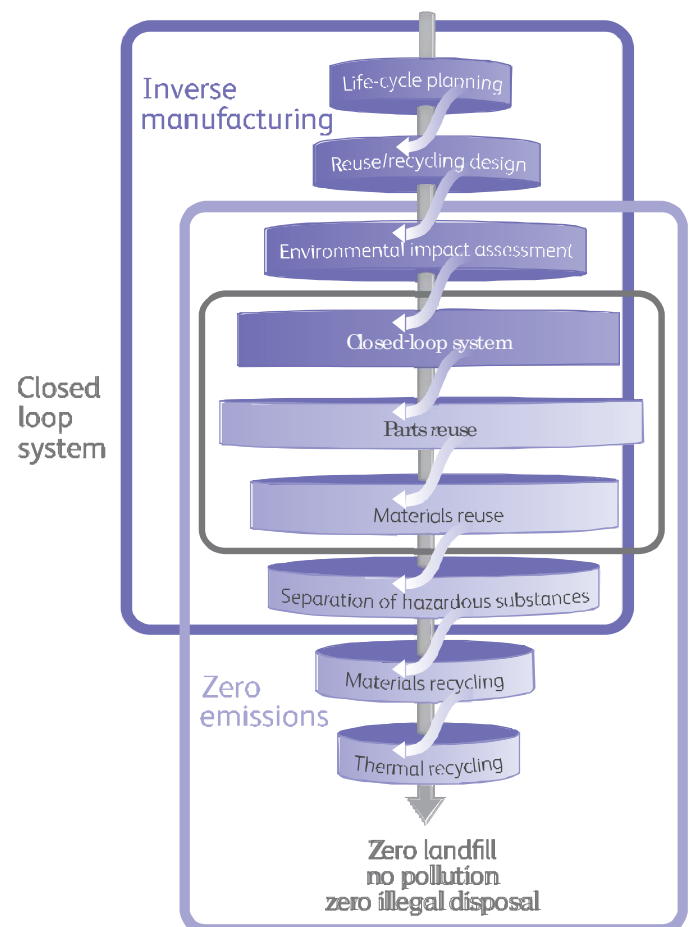 Inverse
manufacturing
Life-cycle planning
Reuse/recycling design
Environmental impact assessment
Closed-loop system
Closed
loop
system
Parts reuse
Materials reuse
Separation of hazardous substances
Materials recycling
Zero
emissions
Thermal recycling
Zero landfill
no pollution
zero illegal disposal